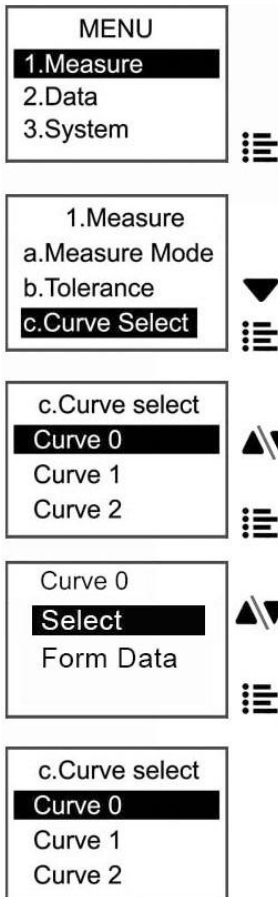 MENU
1.Measure
2.Data
3.System
1.Measure
a.Measure Mode
b.Tolerance
c.Curve Select
c.Curve select
Curve 0
Curve 1
Curve 2
Curve 0
Select
Form Data
c.Curve select
Curve 0
Curve 1
Curve 2